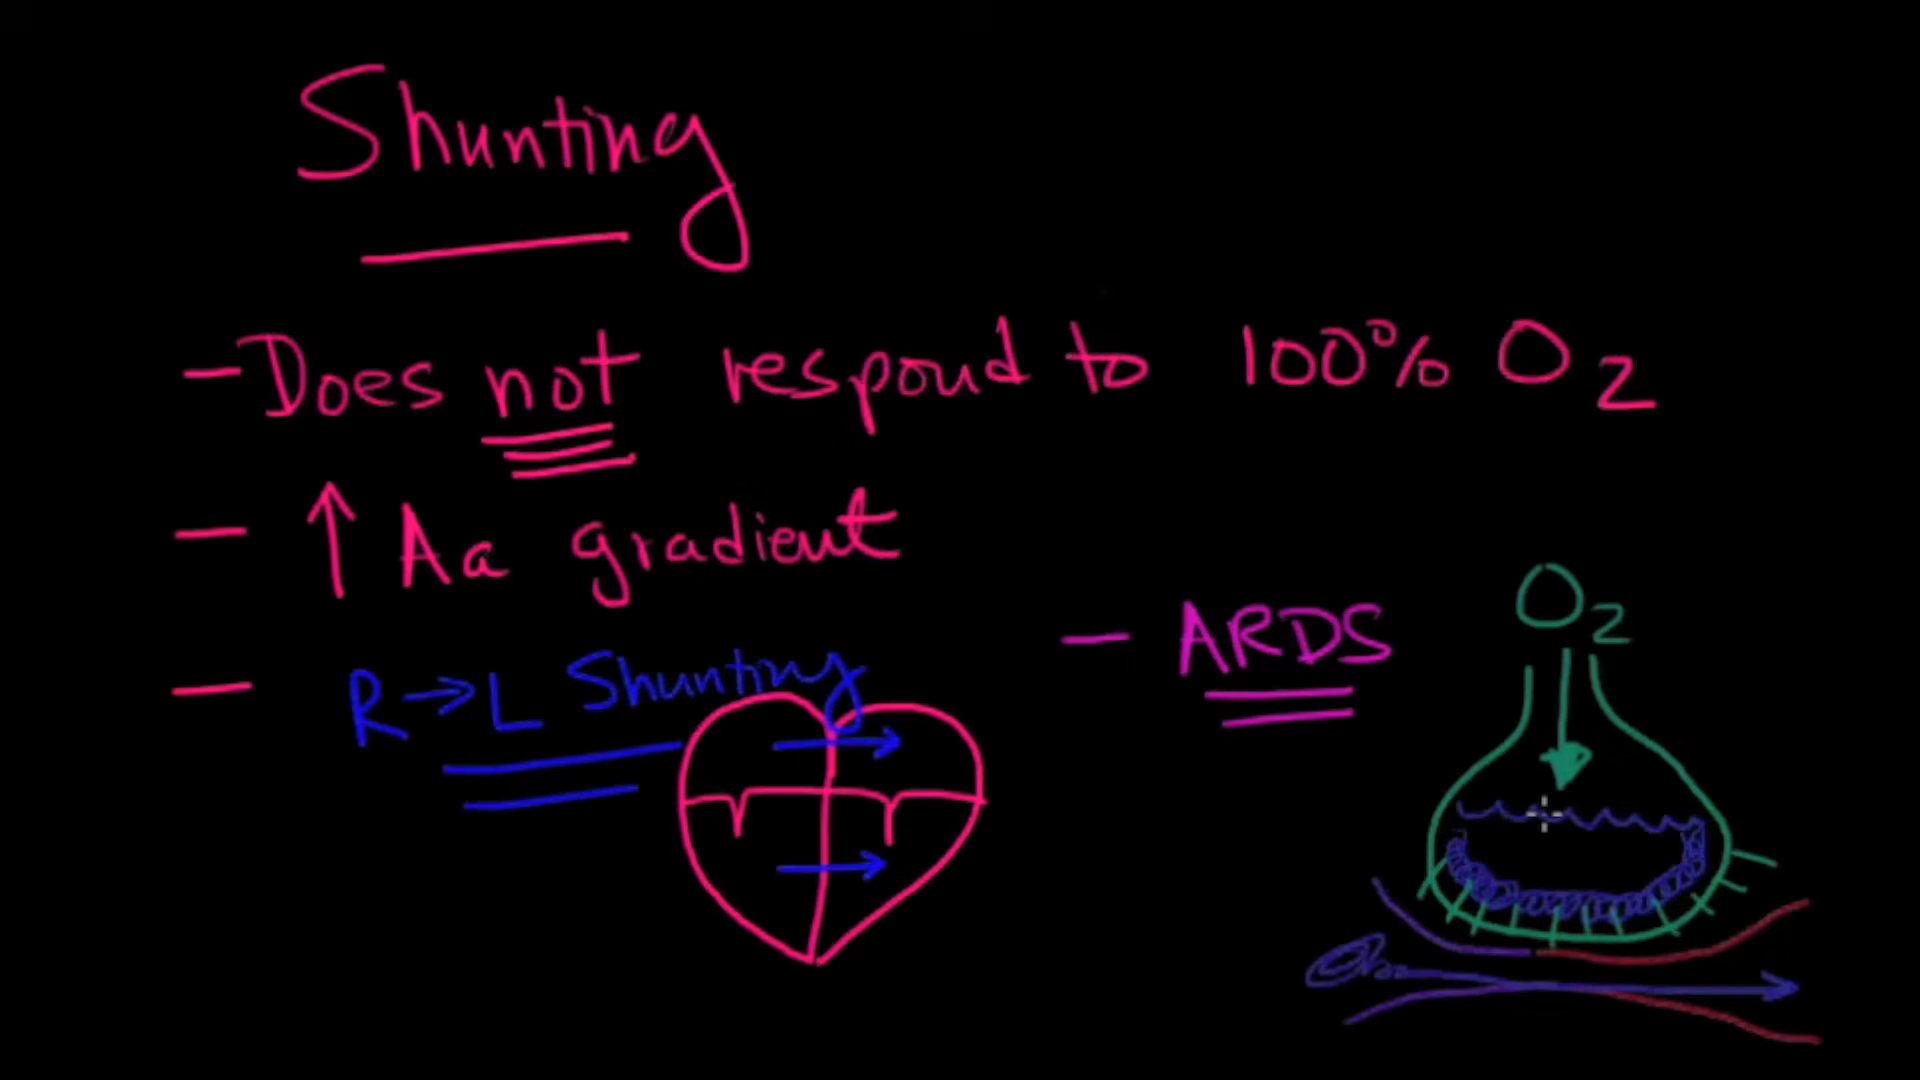 Shunting
- Does not respond to 100% O2
- ↑ Aa gradient
- R → L Shunting
- ARDS
O2